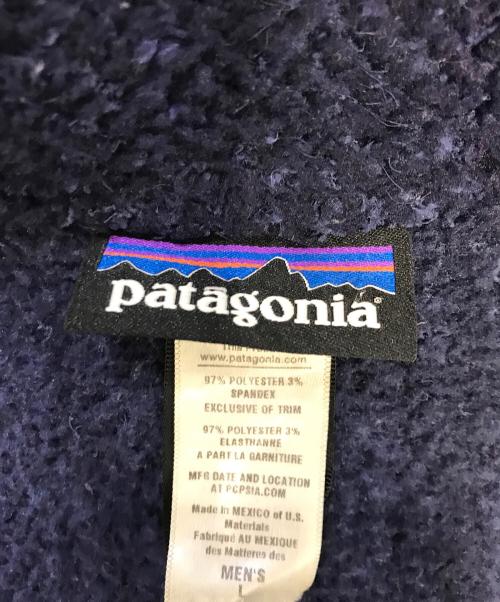 patagonia®
www.patagonia.com
97% POLYESTER 3%
SPANDEX
EXCLUSIVE OF TRIM
97% POLYESTER 3%
ELASTHANNE
A PART LA GARNITURE
MFG DATE AND LOCATION
AT PCPSIA.COM
Made in MEXICO of U.S.
Materials
Fabriqué AU MEXIQUE
des Matieres des
MEN'S
L